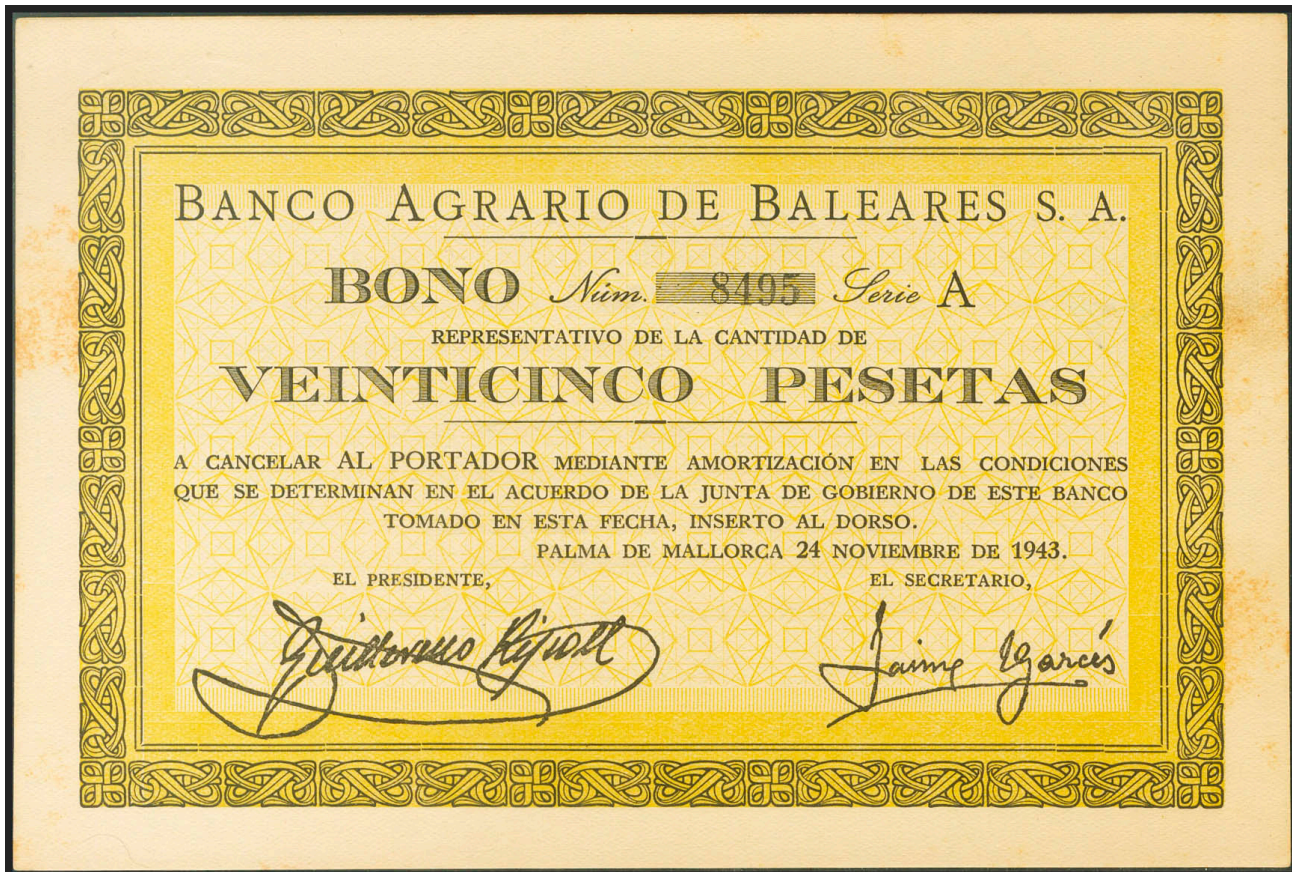 BANCO AGRARIO DE BALEARES S. A.
BONO Núm. 8495 Serie A
REPRESENTATIVO DE LA CANTIDAD DE
VEINTICINCO PESETAS
A CANCELAR AL PORTADOR MEDIANTE AMORTIZACIÓN EN LAS CONDICIONES
QUE SE DETERMINAN EN EL ACUERDO DE LA JUNTA DE GOBIERNO DE ESTE BANCO
TOMADO EN ESTA FECHA, INSERTO AL DORSO.
PALMA DE MALLORCA 24 NOVIEMBRE DE 1943.
EL PRESIDENTE, EL SECRETARIO,
Guillermo Ripoll Jaime Garcés